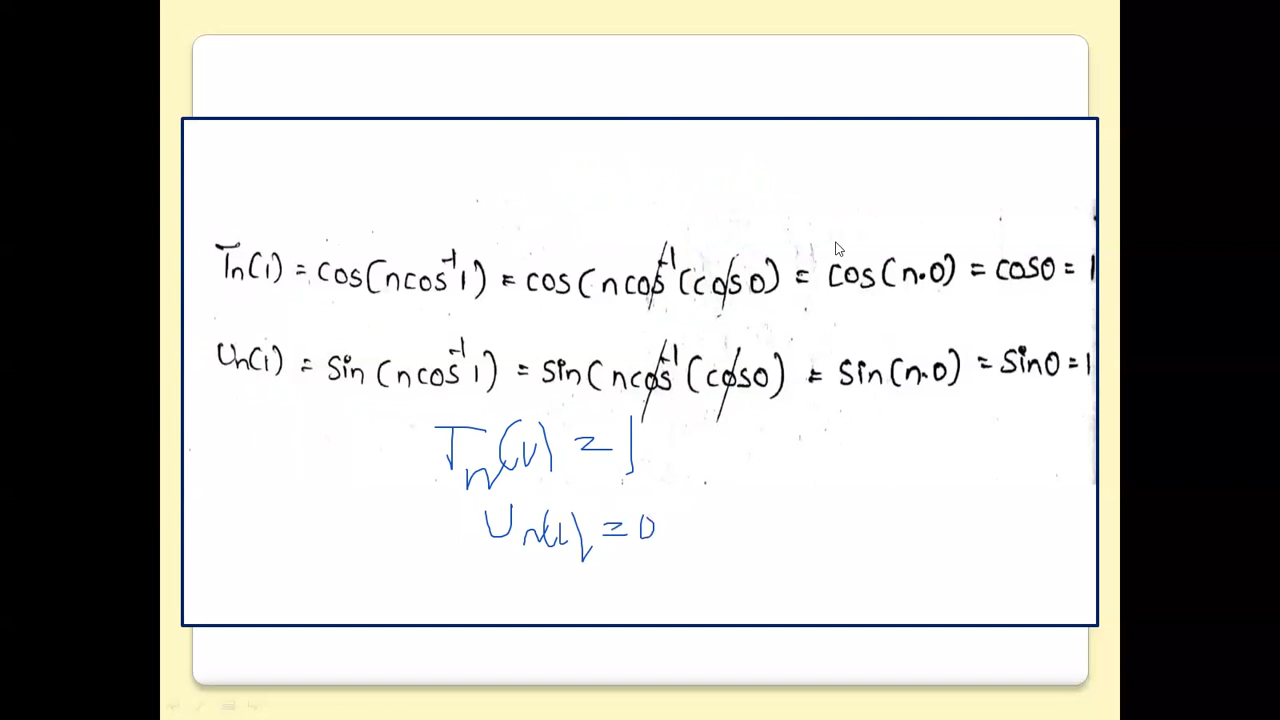 Tn(1) = cos(ncos⁻¹1) = cos(ncos⁻¹(cos0) = cos(n.0) = cos0 = 1
Un(1) = sin(ncos⁻¹1) = sin(ncos⁻¹(cos0) = sin(n.0) = sin0 = 1
Tn(1) = 1
Un(1) = 0